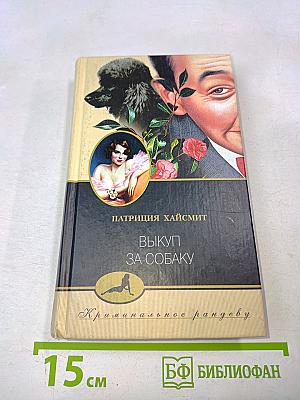 ПАТРИЦИЯ ХАЙСМИТ
ВЫКУП
ЗА СОБАКУ
Криминальное рандеву
15 см
БФ БИБЛИОФАН